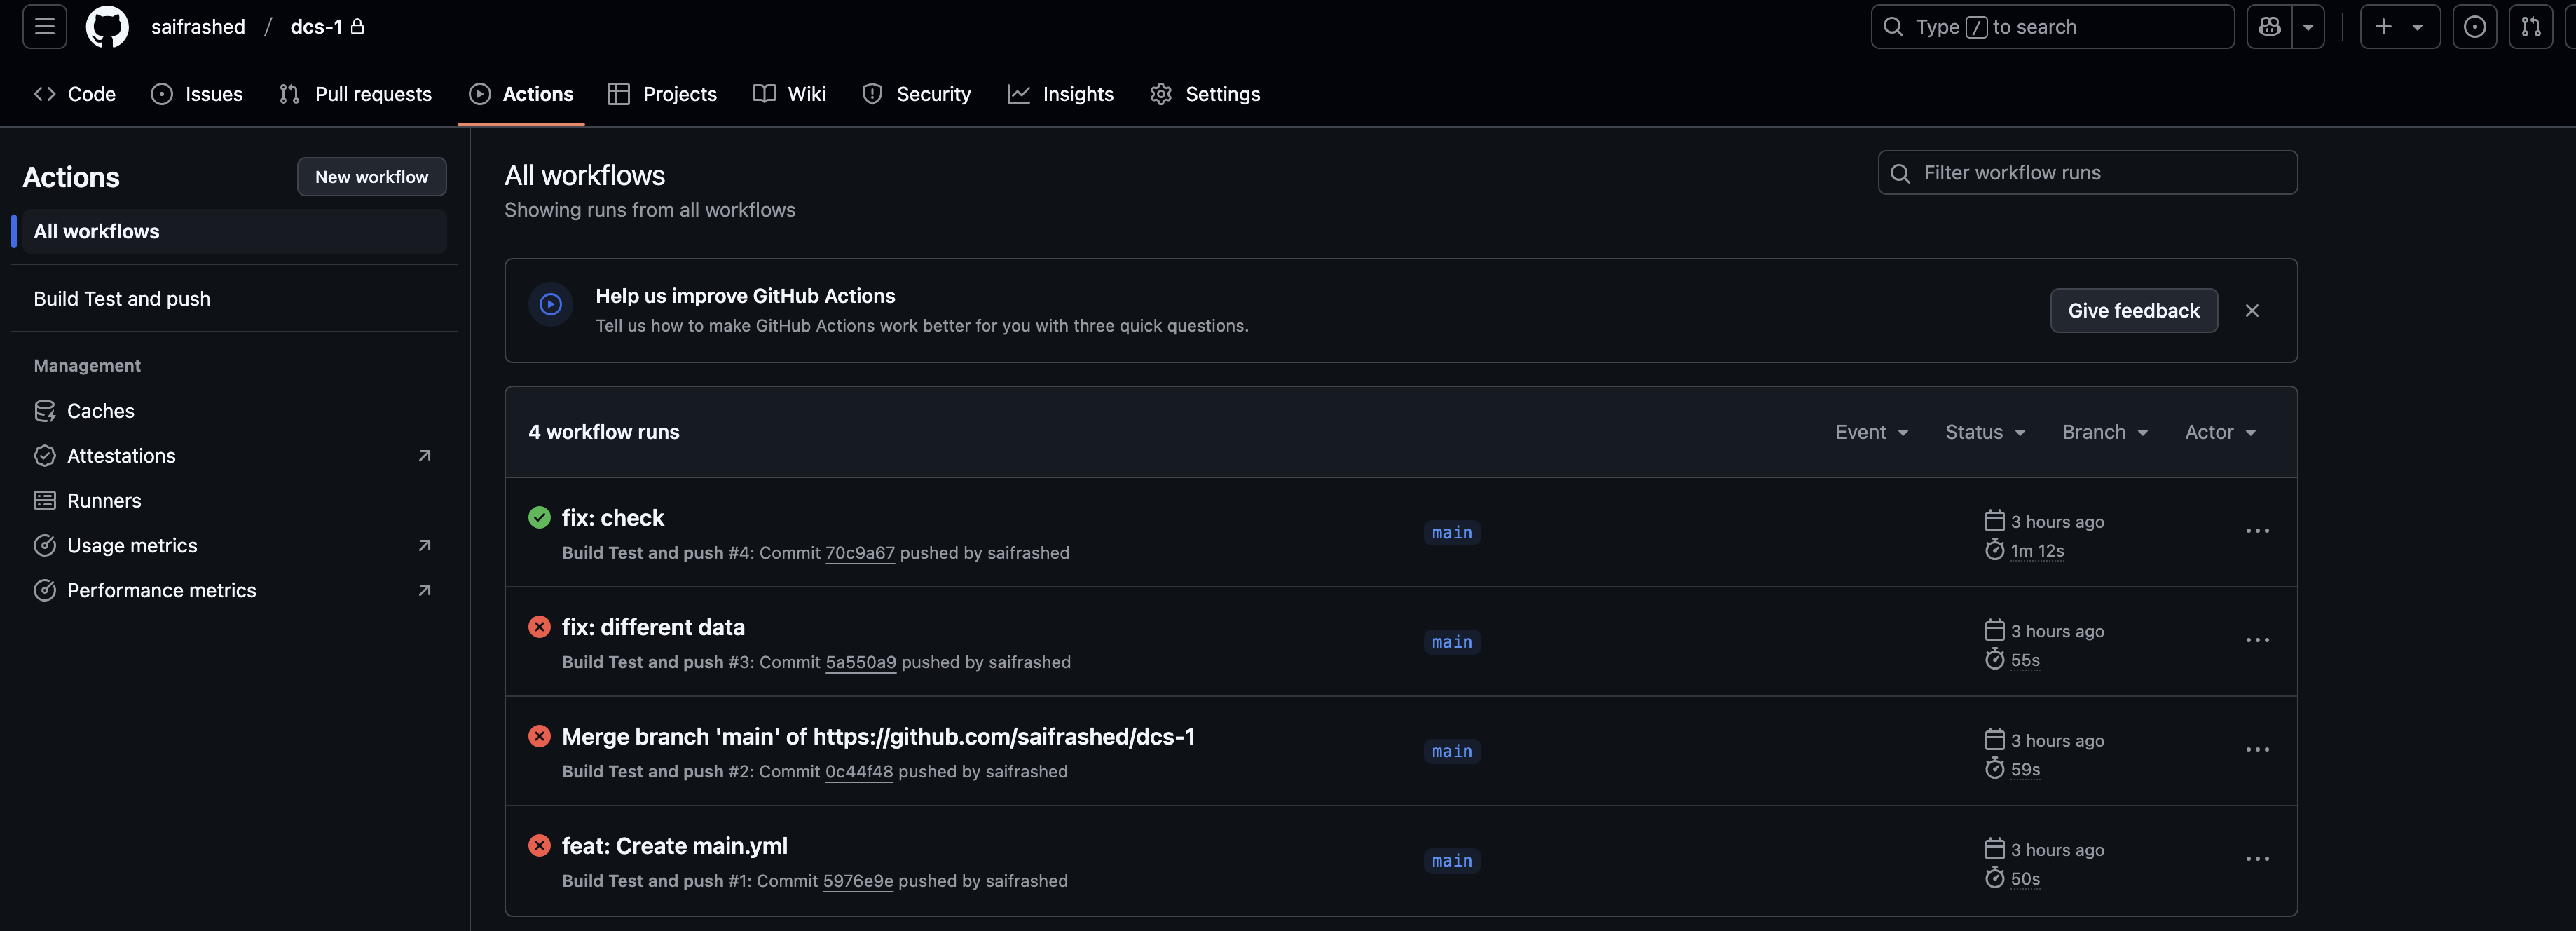 saifrashed / dcs-1
Type / to search
Code Issues Pull requests Actions Projects Wiki Security Insights Settings
Actions
New workflow
All workflows
Build Test and push
Management
Caches
Attestations
Runners
Usage metrics
Performance metrics
All workflows
Showing runs from all workflows
Filter workflow runs
Help us improve GitHub Actions
Tell us how to make GitHub Actions work better for you with three quick questions.
Give feedback
4 workflow runs
Event Status Branch Actor
fix: check
Build Test and push #4: Commit 70c9a67 pushed by saifrashed
main
3 hours ago
1m 12s
fix: different data
Build Test and push #3: Commit 5a550a9 pushed by saifrashed
main
3 hours ago
55s
Merge branch 'main' of https://github.com/saifrashed/dcs-1
Build Test and push #2: Commit 0c44f48 pushed by saifrashed
main
3 hours ago
59s
feat: Create main.yml
Build Test and push #1: Commit 5976e9e pushed by saifrashed
main
3 hours ago
50s